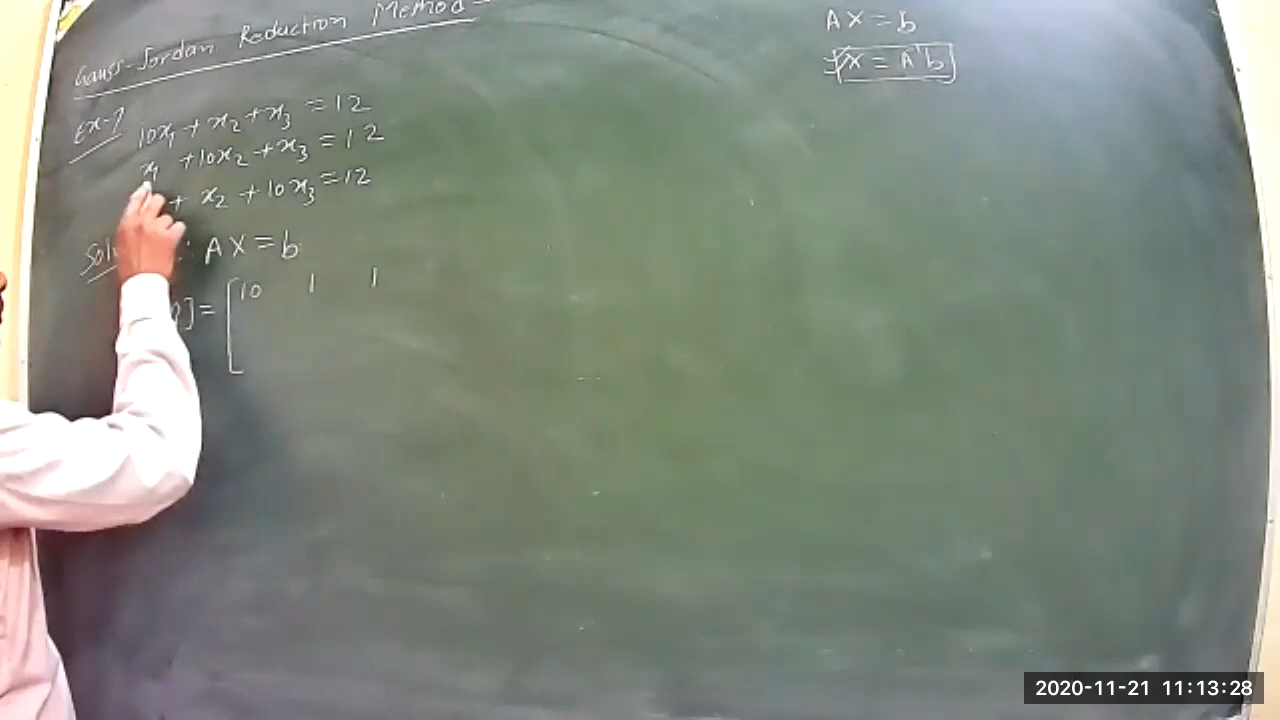 Gauss-Jordan Reduction Method
Ex-1
10x₁ + x₂ + x₃ = 12
x₁ + 10x₂ + x₃ = 12
+ x₂ + 10x₃ = 12
: AX = b
] = [10 1 1
AX = b
X = A⁻¹b
2020-11-21 11:13:28